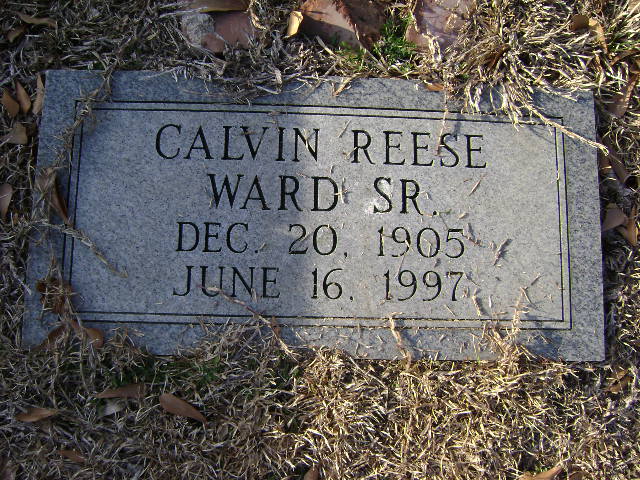 CALVIN REESE
WARD SR.
DEC. 20, 1905
JUNE 16, 1997